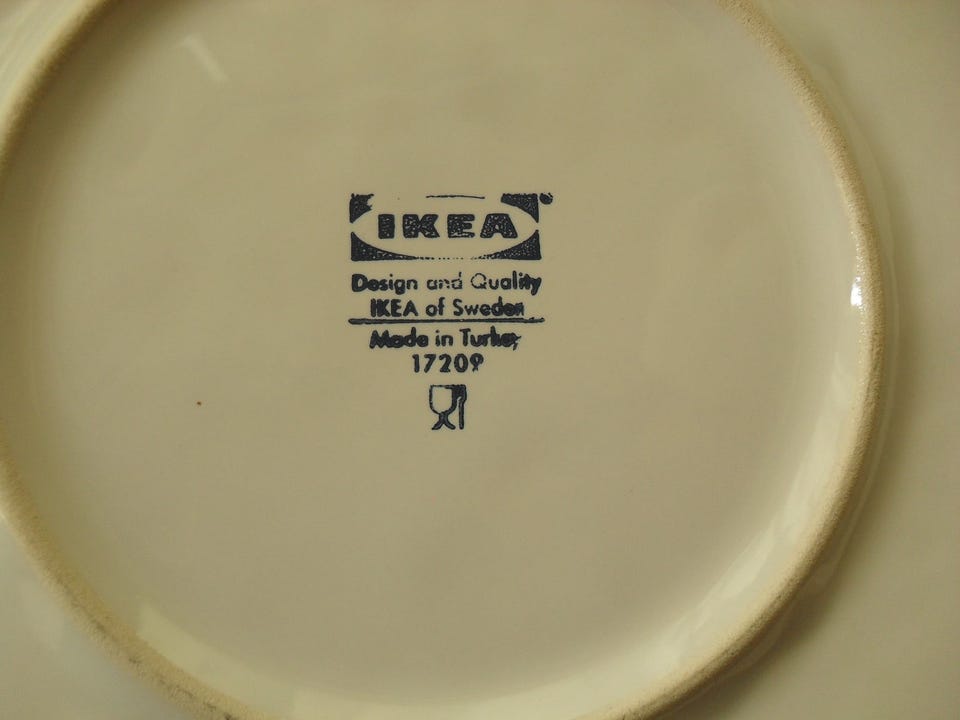 IKEA
Design and Quality
IKEA of Sweden
Made in Turkey
17209